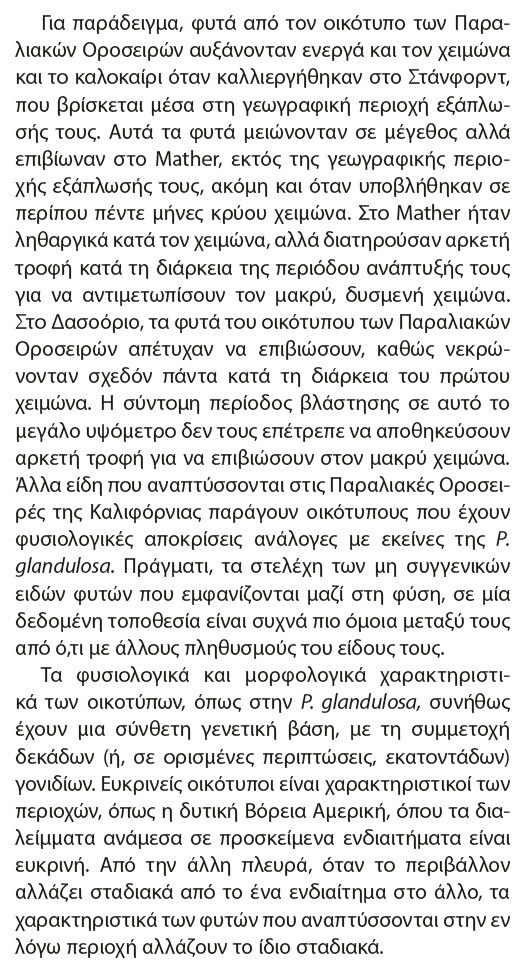 Για παράδειγμα, φυτά από τον οικότυπο των Παρα-
λιακών Οροσειρών αυξάνονταν ενεργά και τον χειμώνα
και το καλοκαίρι όταν καλλιεργήθηκαν στο Στάνφορντ,
που βρίσκεται μέσα στη γεωγραφική περιοχή εξάπλω-
σής τους. Αυτά τα φυτά μειώνονταν σε μέγεθος αλλά
επιβίωναν στο Mather, εκτός της γεωγραφικής περιο-
χής εξάπλωσής τους, ακόμη και όταν υποβλήθηκαν σε
περίπου πέντε μήνες κρύου χειμώνα. Στο Mather ήταν
ληθαργικά κατά τον χειμώνα, αλλά διατηρούσαν αρκετή
τροφή κατά τη διάρκεια της περιόδου ανάπτυξής τους
για να αντιμετωπίσουν τον μακρύ, δυσμενή χειμώνα.
Στο Δασοόριο, τα φυτά του οικότυπου των Παραλιακών
Οροσειρών απέτυχαν να επιβιώσουν, καθώς νεκρώ-
νονταν σχεδόν πάντα κατά τη διάρκεια του πρώτου
χειμώνα. Η σύντομη περίοδος βλάστησης σε αυτό το
μεγάλο υψόμετρο δεν τους επέτρεπε να αποθηκεύσουν
αρκετή τροφή για να επιβιώσουν στον μακρύ χειμώνα.
Άλλα είδη που αναπτύσσονται στις Παραλιακές Οροσει-
ρές της Καλιφόρνιας παράγουν οικότυπους που έχουν
φυσιολογικές αποκρίσεις ανάλογες με εκείνες της P.
glandulosa. Πράγματι, τα στελέχη των μη συγγενικών
ειδών φυτών που εμφανίζονται μαζί στη φύση, σε μία
δεδομένη τοποθεσία είναι συχνά πιο όμοια μεταξύ τους
από ό,τι με άλλους πληθυσμούς του είδους τους.
Τα φυσιολογικά και μορφολογικά χαρακτηριστι-
κά των οικοτύπων, όπως στην P. glandulosa, συνήθως
έχουν μια σύνθετη γενετική βάση, με τη συμμετοχή
δεκάδων (ή, σε ορισμένες περιπτώσεις, εκατοντάδων)
γονιδίων. Ευκρινείς οικότυποι είναι χαρακτηριστικοί των
περιοχών, όπως η δυτική Βόρεια Αμερική, όπου τα δια-
λείμματα ανάμεσα σε προσκείμενα ενδιαιτήματα είναι
ευκρινή. Από την άλλη πλευρά, όταν το περιβάλλον
αλλάζει σταδιακά από το ένα ενδιαίτημα στο άλλο, τα
χαρακτηριστικά των φυτών που αναπτύσσονται στην εν
λόγω περιοχή αλλάζουν το ίδιο σταδιακά.